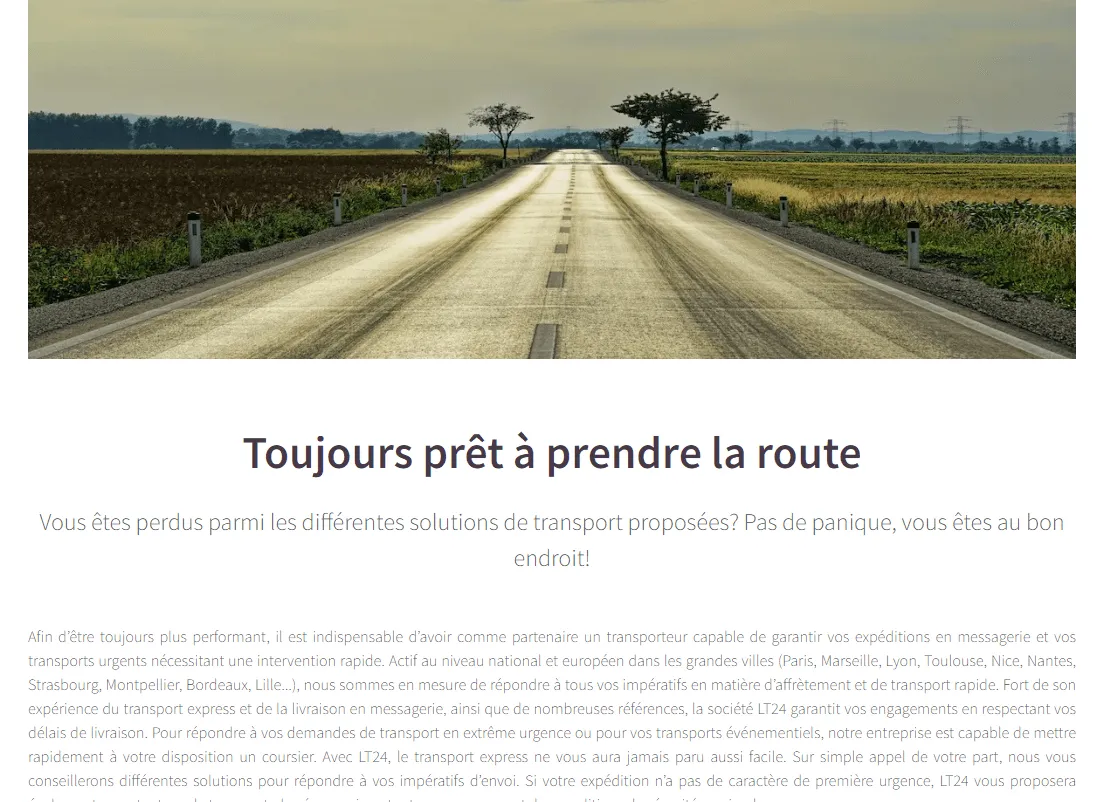 Toujours prêt à prendre la route
Vous êtes perdus parmi les différentes solutions de transport proposées? Pas de panique, vous êtes au bon
endroit!
Afin d'être toujours plus performant, il est indispensable d'avoir comme partenaire un transporteur capable de garantir vos expéditions en messagerie et vos
transports urgents nécessitant une intervention rapide. Actif au niveau national et européen dans les grandes villes (Paris, Marseille, Lyon, Toulouse, Nice, Nantes,
Strasbourg, Montpellier, Bordeaux, Lille...), nous sommes en mesure de répondre à tous vos impératifs en matière d'affrètement et de transport rapide. Fort de son
expérience du transport express et de la livraison en messagerie, ainsi que de nombreuses références, la société LT24 garantit vos engagements en respectant vos
délais de livraison. Pour répondre à vos demandes de transport en extrême urgence ou pour vos transports événementiels, notre entreprise est capable de mettre
rapidement à votre disposition un coursier. Avec LT24, le transport express ne vous aura jamais paru aussi facile. Sur simple appel de votre part, nous vous
conseillerons différentes solutions pour répondre à vos impératifs d'envoi. Si votre expédition n'a pas de caractère de première urgence, LT24 vous proposera